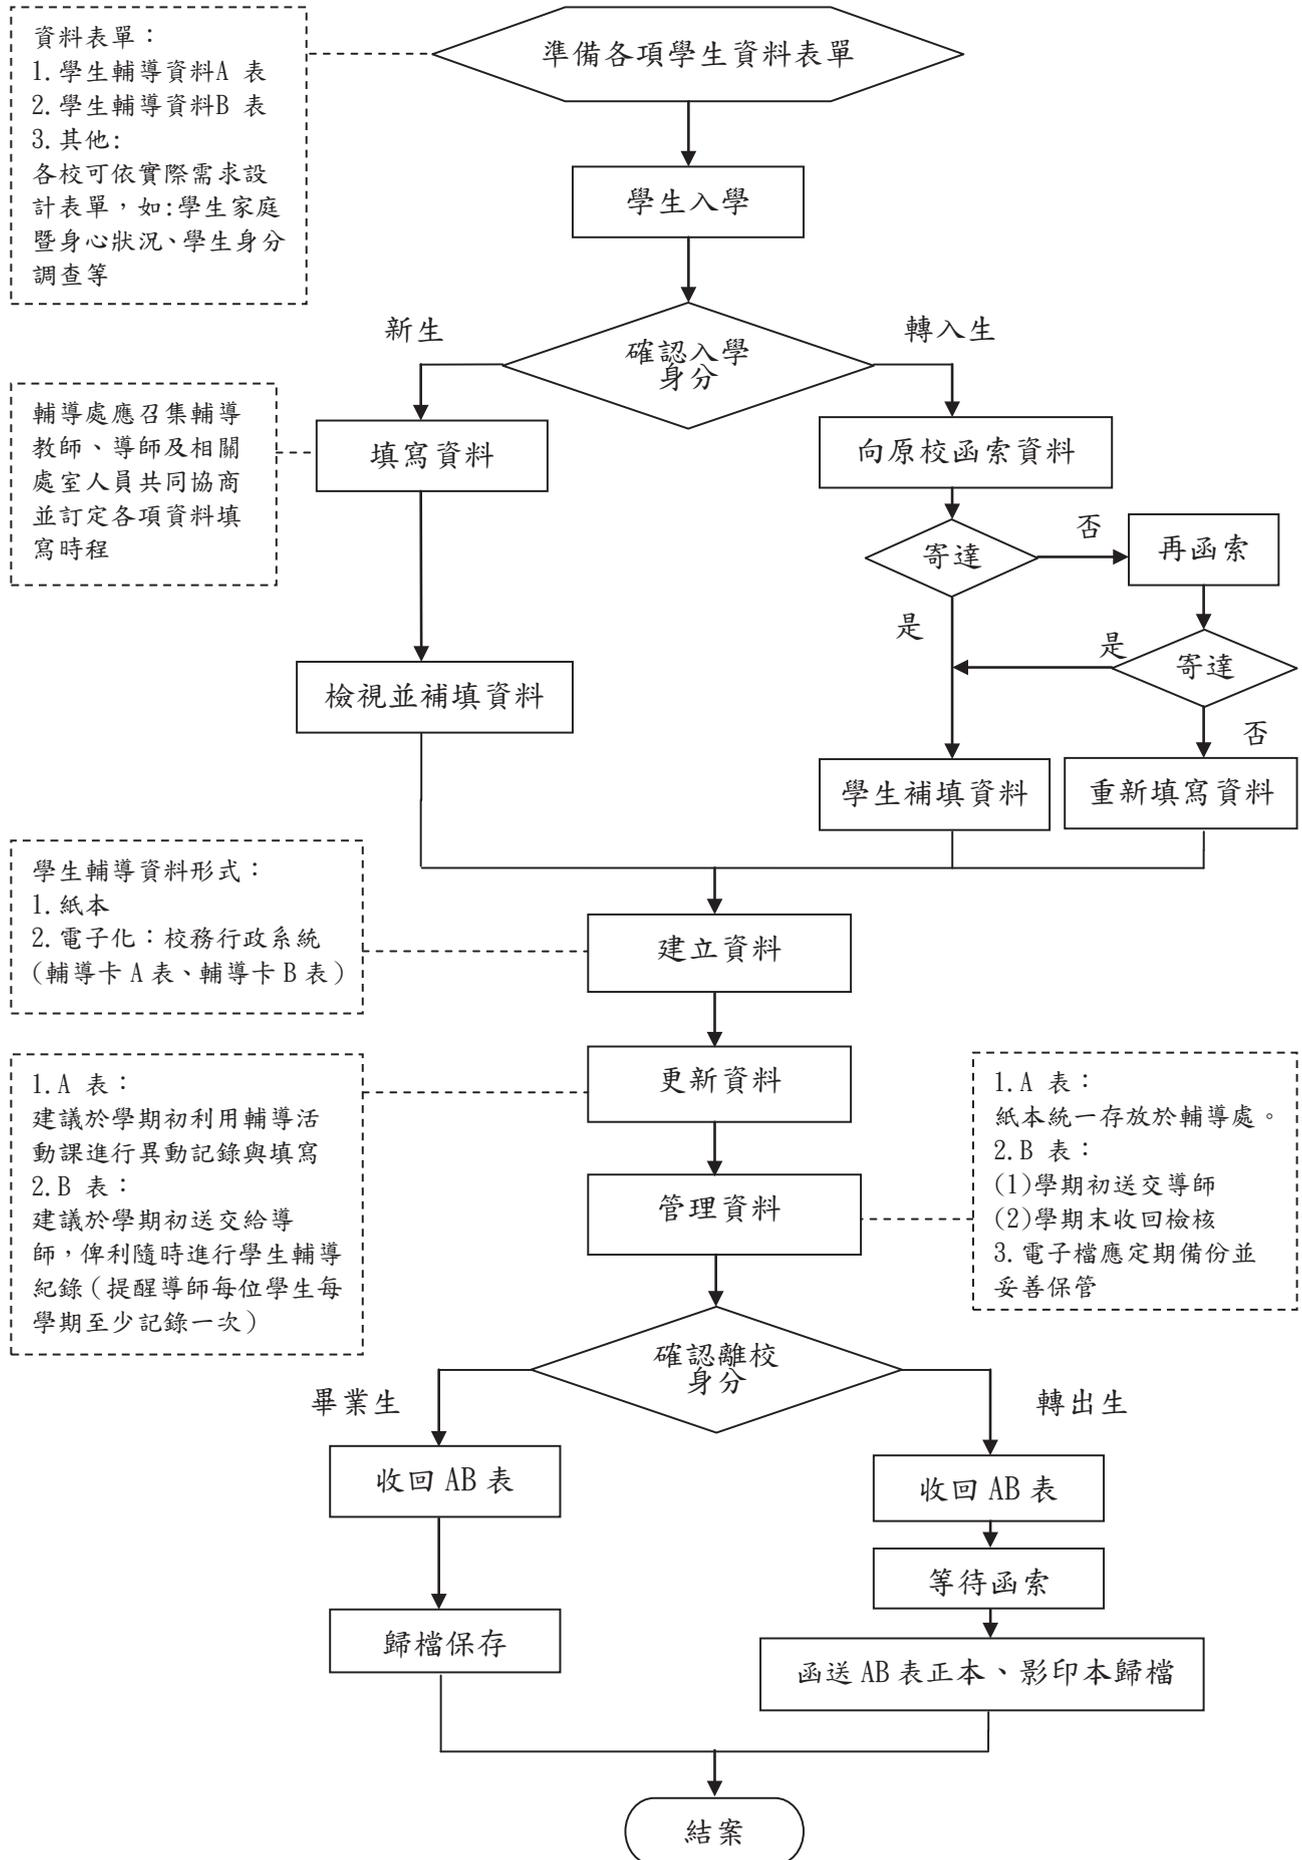 資料表單：
1.學生輔導資料A 表
2.學生輔導資料B 表
3.其他:
各校可依實際需求設
計表單，如:學生家庭
暨身心狀況、學生身分
調查等
準備各項學生資料表單
學生入學
新生
確認入學
身分
轉入生
輔導處應召集輔導
教師、導師及相關
處室人員共同協商
並訂定各項資料填
寫時程
填寫資料
向原校函索資料
寄達
否
再函索
是
是
寄達
檢視並補填資料
否
學生補填資料
重新填寫資料
學生輔導資料形式：
1.紙本
2.電子化：校務行政系統
(輔導卡 A 表、輔導卡 B 表)
建立資料
1.A 表：
建議於學期初利用輔導活
動課進行異動記錄與填寫
2.B 表：
建議於學期初送交給導
師，俾利隨時進行學生輔導
紀錄(提醒導師每位學生每
學期至少記錄一次)
更新資料
管理資料
1.A 表：
紙本統一存放於輔導處。
2.B 表：
(1)學期初送交導師
(2)學期末收回檢核
3.電子檔應定期備份並
妥善保管
確認離校
身分
畢業生
轉出生
收回 AB 表
收回 AB 表
等待函索
歸檔保存
函送 AB 表正本、影印本歸檔
結案